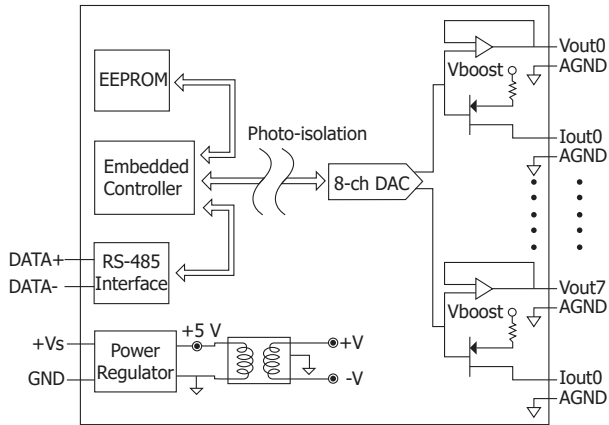 EEPROM
Embedded
Controller
RS-485
Interface
DATA+
DATA-
+Vs
GND
Power
Regulator
+5 V
+V
-V
Photo-isolation
8-ch DAC
Vboost
Vout0
AGND
Iout0
AGND
Vboost
Vout7
AGND
Iout0
AGND